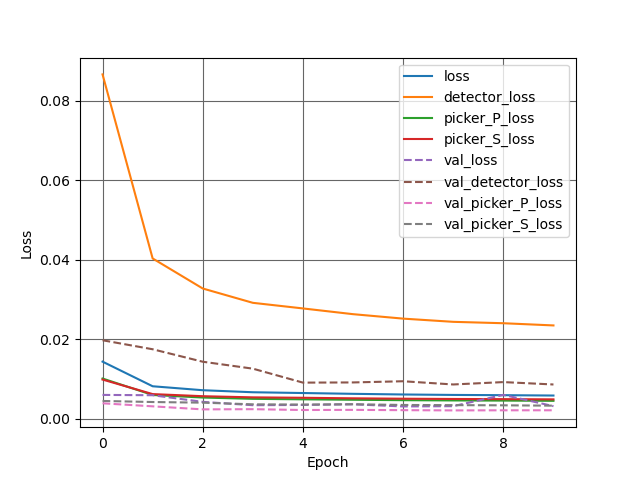 loss
detector_loss
picker_P_loss
picker_S_loss
val_loss
val_detector_loss
val_picker_P_loss
val_picker_S_loss
0.08
0.06
0.04
0.02
0.00
Loss
0 2 4 6 8
Epoch